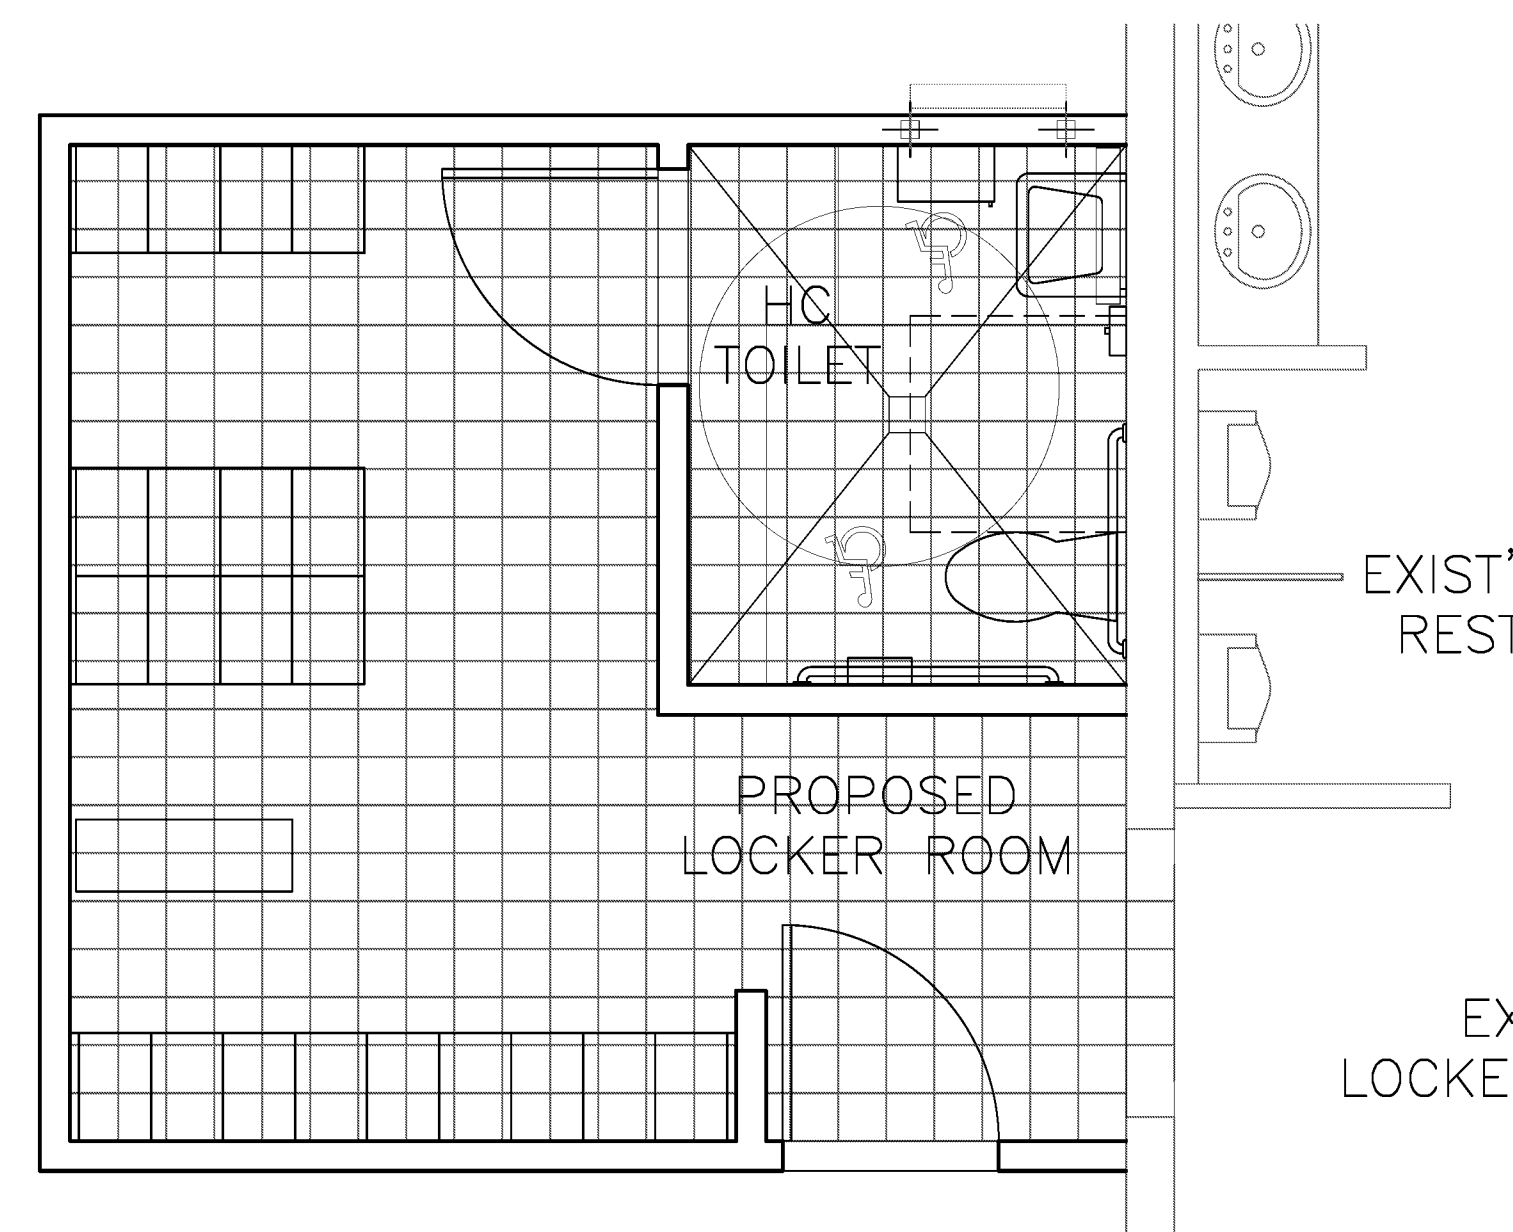 HC
TOILET
EXIST'
REST
PROPOSED
LOCKER ROOM
EX
LOCKE